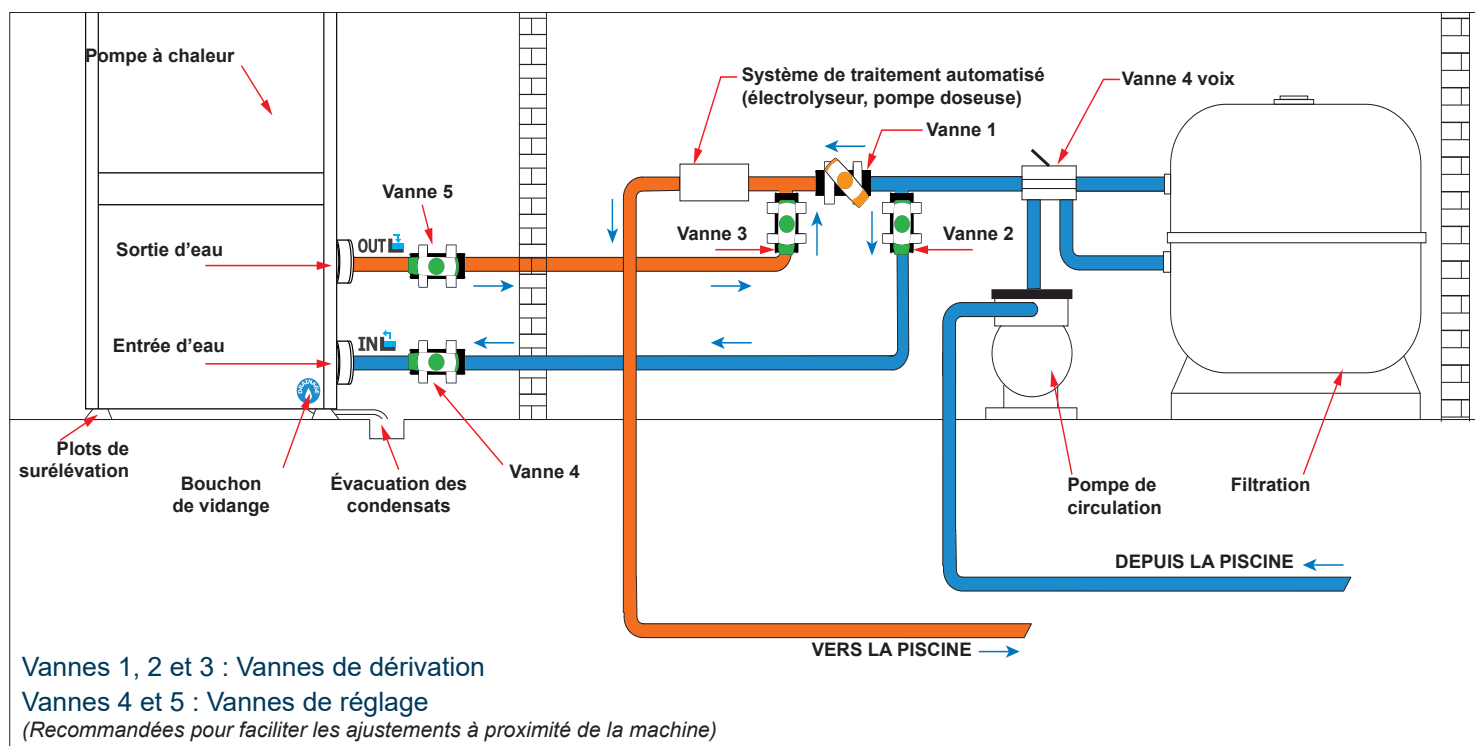 Pompe à chaleur
Système de traitement automatisé
(électrolyseur, pompe doseuse)
Vanne 4 voix
Vanne 1
Vanne 5
Vanne 3
Vanne 2
Sortie d'eau
OUT
Entrée d'eau
IN
DRAINAGE
Plots de
surélévation
Bouchon
de vidange
Évacuation des
condensats
Vanne 4
Pompe de
circulation
Filtration
DEPUIS LA PISCINE
VERS LA PISCINE
Vannes 1, 2 et 3 : Vannes de dérivation
Vannes 4 et 5 : Vannes de réglage
(Recommandées pour faciliter les ajustements à proximité de la machine)